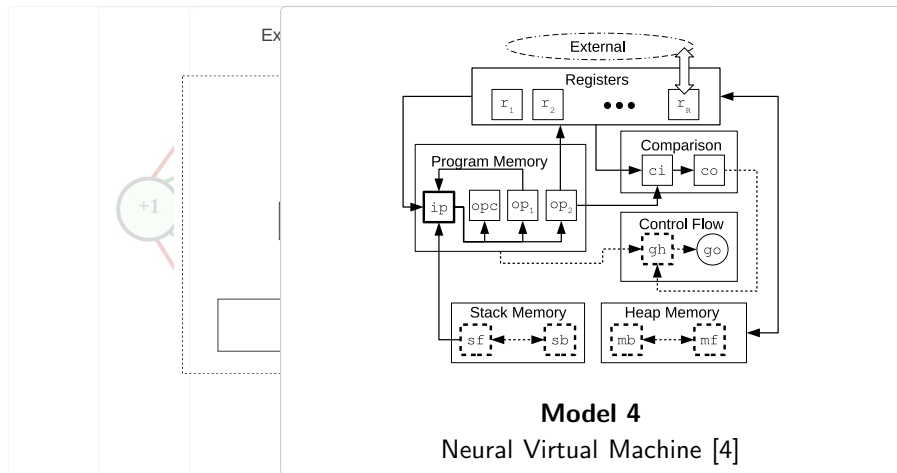 Ex
+1
External
Registers
r1 r2 ••• rR
Comparison
ci co
Program Memory
ip opc op1 op2
Control Flow
gh go
Stack Memory
sf sb
Heap Memory
mb mf
Model 4
Neural Virtual Machine [4]